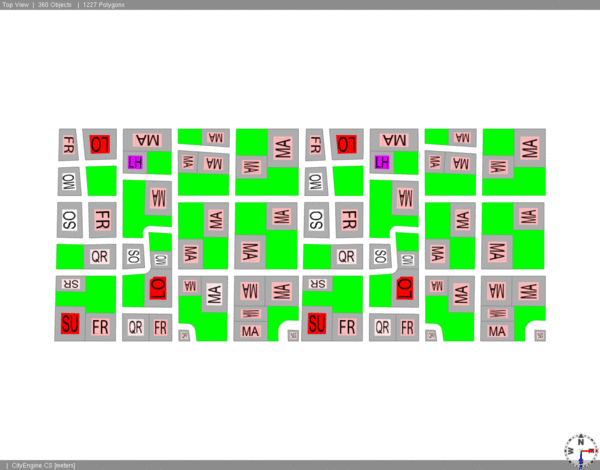 Top View | 360 Objects | 1227 Polygons
FR LO MA MA MA FR LO MA MA MA
LH MA MA MA LH MA MA MA
OM OM
MA MA
SO FR MA MA SO FR MA MA
QR SO OM MA MA QR SO OM MA MA
SR LO MA MA MA MA SR LO MA MA MA MA
MA MA
SU FR QR FR MA SU FR QR FR MA
N
W E
S
| CityEngine CS [meters]